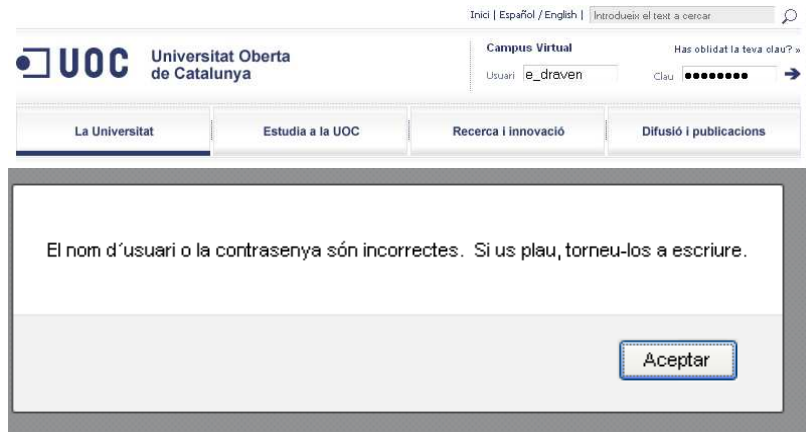 Inici | Español / English | Introdueix el text a cercar
UOC Universitat Oberta
de Catalunya
Campus Virtual Has oblidat la teva clau? »
Usuari e_draven Clau ●●●●●●●●
La Universitat Estudia a la UOC Recerca i innovació Difusió i publicacions
El nom d´usuari o la contrasenya són incorrectes. Si us plau, torneu-los a escriure.
Aceptar